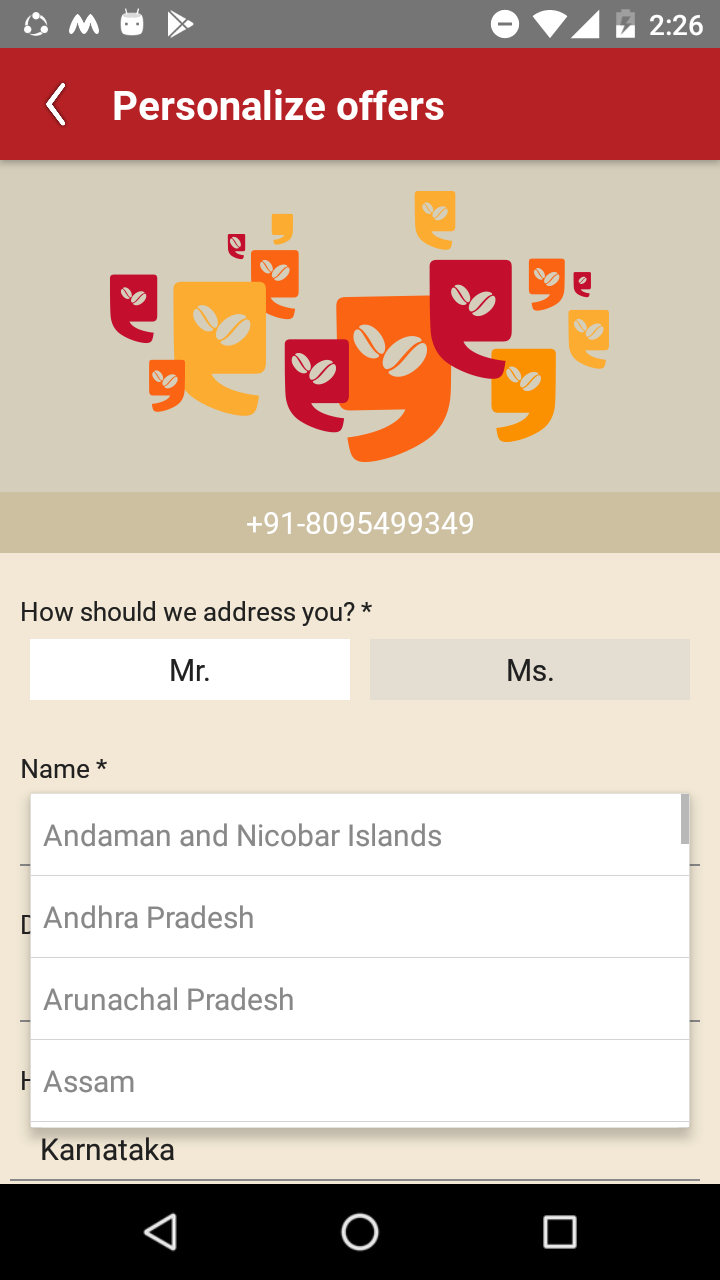 2:26
Personalize offers
+91-8095499349
How should we address you? *
Mr.
Ms.
Name *
Andaman and Nicobar Islands
Andhra Pradesh
Arunachal Pradesh
Assam
Karnataka